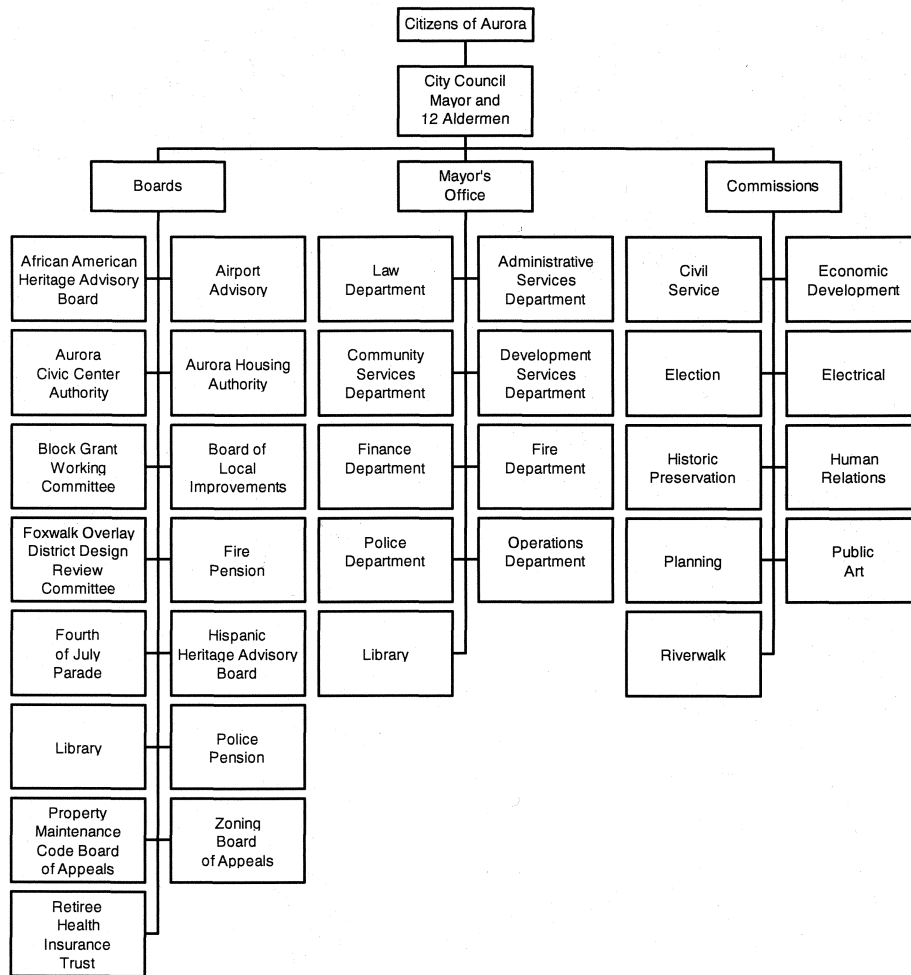 Citizens of Aurora
City Council
Mayor and
12 Aldermen
Boards
Mayor's
Office
Commissions
African American
Heritage Advisory
Board
Airport
Advisory
Law
Department
Administrative
Services
Department
Civil
Service
Economic
Development
Aurora
Civic Center
Authority
Aurora Housing
Authority
Community
Services
Department
Development
Services
Department
Election
Electrical
Block Grant
Working
Committee
Board of
Local
Improvements
Finance
Department
Fire
Department
Historic
Preservation
Human
Relations
Foxwalk Overlay
District Design
Review
Committee
Fire
Pension
Police
Department
Operations
Department
Planning
Public
Art
Fourth
of July
Parade
Hispanic
Heritage Advisory
Board
Library
Riverwalk
Library
Police
Pension
Property
Maintenance
Code Board
of Appeals
Zoning
Board
of Appeals
Retiree
Health
Insurance
Trust